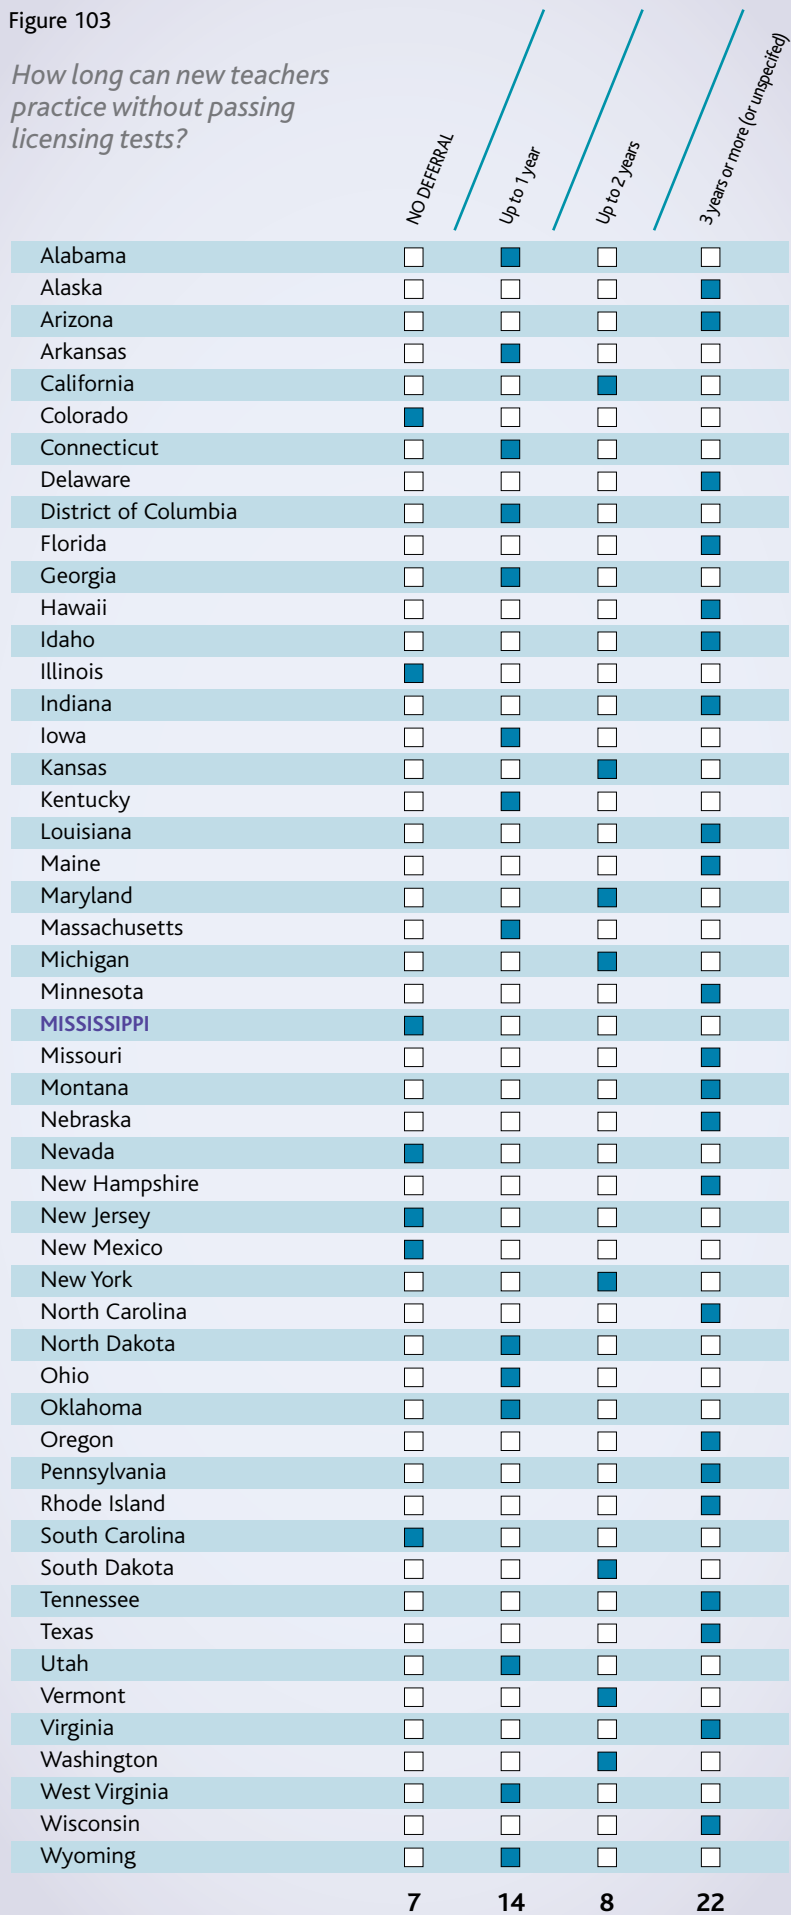 Figure 103
How long can new teachers
practice without passing
licensing tests?
NO DEFERRAL
Up to 1 year
Up to 2 years
3 years or more (or unspecifed)
Alabama
Alaska
Arizona
Arkansas
California
Colorado
Connecticut
Delaware
District of Columbia
Florida
Georgia
Hawaii
Idaho
Illinois
Indiana
Iowa
Kansas
Kentucky
Louisiana
Maine
Maryland
Massachusetts
Michigan
Minnesota
MISSISSIPPI
Missouri
Montana
Nebraska
Nevada
New Hampshire
New Jersey
New Mexico
New York
North Carolina
North Dakota
Ohio
Oklahoma
Oregon
Pennsylvania
Rhode Island
South Carolina
South Dakota
Tennessee
Texas
Utah
Vermont
Virginia
Washington
West Virginia
Wisconsin
Wyoming
7 14 8 22